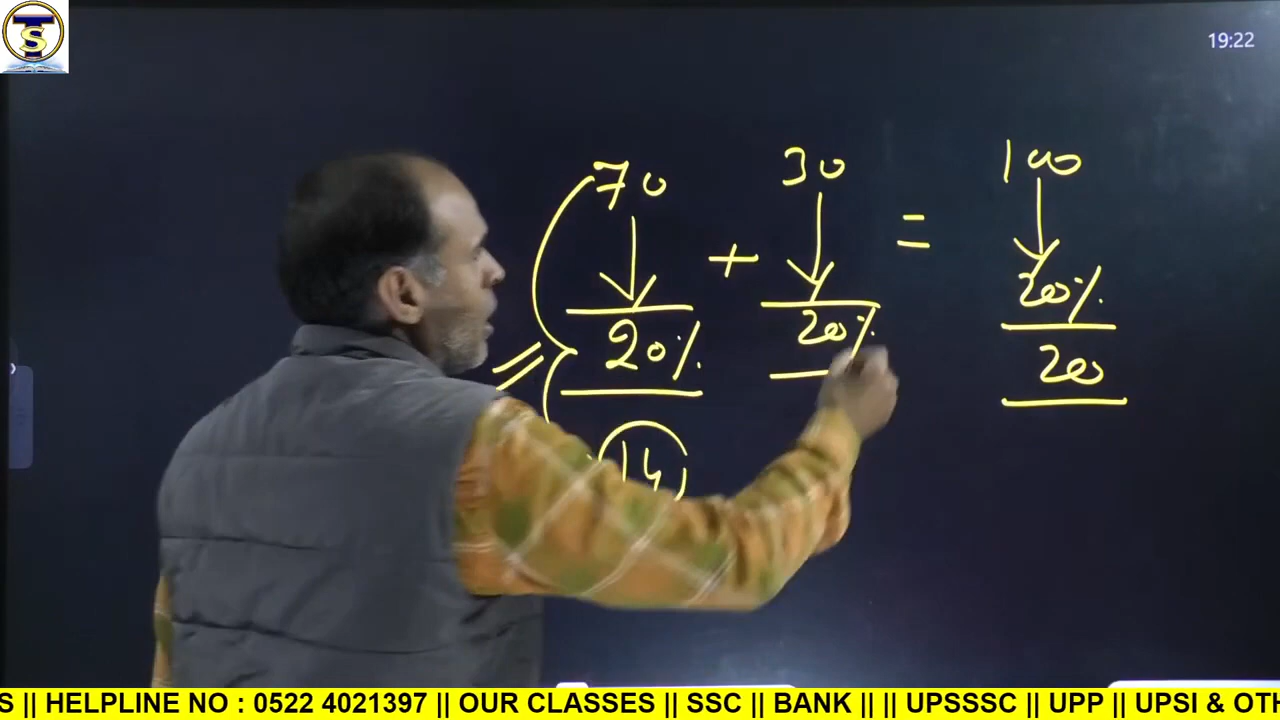 TS
19:22
70 30 100
+ =
20% 20% 20%
20
14
S || HELPLINE NO : 0522 4021397 || OUR CLASSES || SSC || BANK || || UPSSSC || UPP || UPSI & OTH